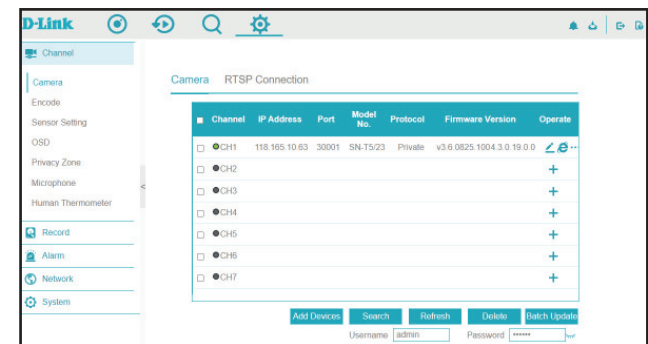 D-Link
Channel
Camera
Encode
Sensor Setting
OSD
Privacy Zone
Microphone
Human Thermometer
Record
Alarm
Network
System
<
Camera RTSP Connection
Channel IP Address Port Model No. Protocol Firmware Version Operate
CH1 118.165.10.63 30001 SN-T5/23 Private v3.6.0825.1004.3.0.19.0.0 ...
CH2 +
CH3 +
CH4 +
CH5 +
CH6 +
CH7 +
Add Devices Search Refresh Delete Batch Update
Username admin Password ••••••